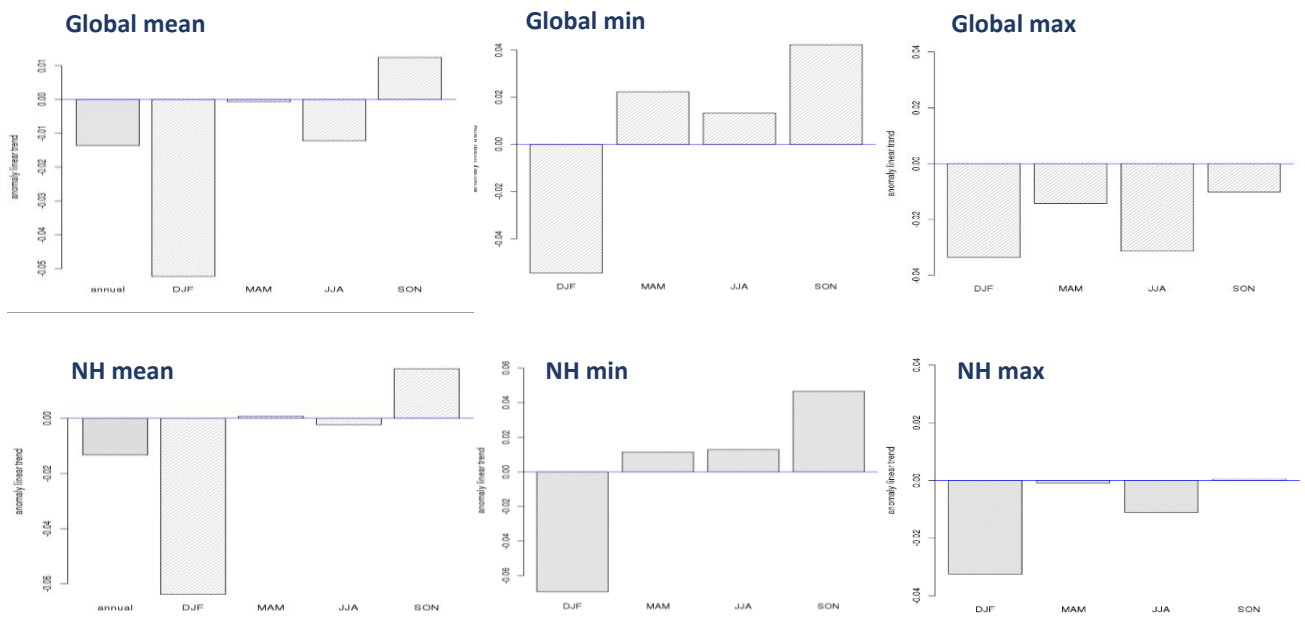 Global mean
anomaly linear trend
0.01
0.00
-0.01
-0.02
-0.03
-0.04
-0.05
annual DJF MAM JJA SON
Global min
0.04
0.02
0.00
-0.02
-0.04
DJF MAM JJA SON
Global max
anomaly linear trend
0.04
0.02
0.00
-0.02
-0.04
DJF MAM JJA SON
NH mean
anomaly linear trend
0.00
-0.02
-0.04
-0.06
annual DJF MAM JJA SON
NH min
anomaly linear trend
0.06
0.04
0.02
0.00
-0.02
-0.04
-0.06
DJF MAM JJA SON
NH max
anomaly linear trend
0.04
0.02
0.00
-0.02
-0.04
DJF MAM JJA SON